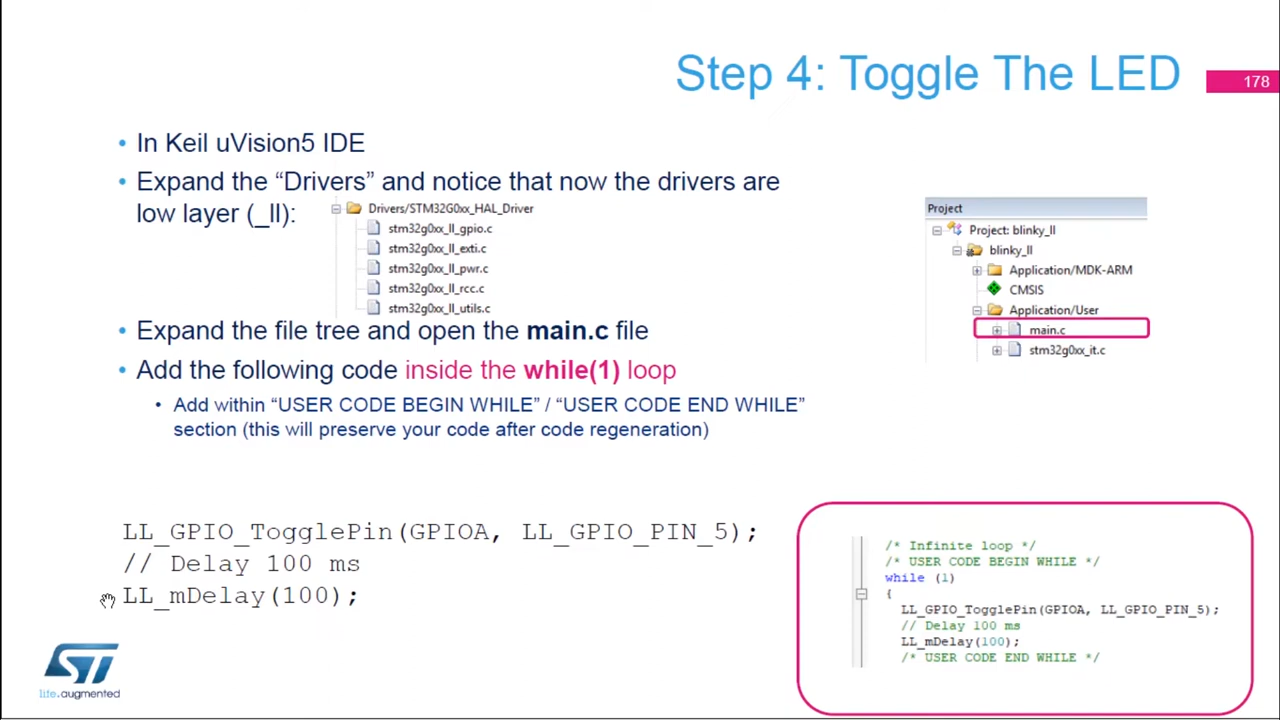 Step 4: Toggle The LED
178
• In Keil uVision5 IDE
• Expand the “Drivers” and notice that now the drivers are
low layer (_ll):
Drivers/STM32G0xx_HAL_Driver
stm32g0xx_ll_gpio.c
stm32g0xx_ll_exti.c
stm32g0xx_ll_pwr.c
stm32g0xx_ll_rcc.c
stm32g0xx_ll_utils.c
Project
Project: blinky_ll
blinky_ll
Application/MDK-ARM
CMSIS
Application/User
main.c
stm32g0xx_it.c
• Expand the file tree and open the main.c file
• Add the following code inside the while(1) loop
• Add within “USER CODE BEGIN WHILE” / “USER CODE END WHILE”
section (this will preserve your code after code regeneration)
LL_GPIO_TogglePin(GPIOA, LL_GPIO_PIN_5);
// Delay 100 ms
LL_mDelay(100);
/* Infinite loop */
/* USER CODE BEGIN WHILE */
while (1)
{
LL_GPIO_TogglePin(GPIOA, LL_GPIO_PIN_5);
// Delay 100 ms
LL_mDelay(100);
/* USER CODE END WHILE */
ST
life.augmented